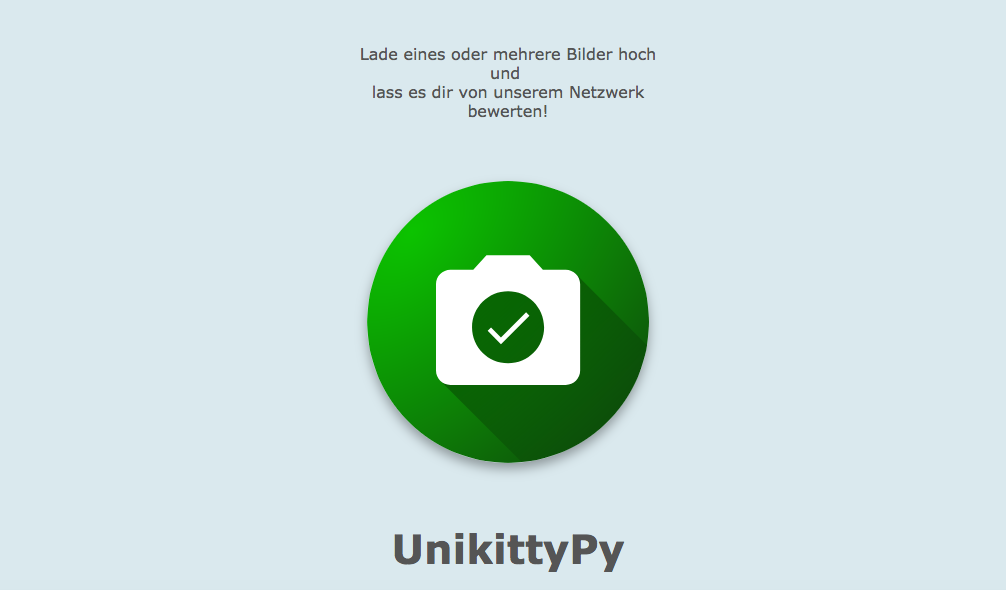 Lade eines oder mehrere Bilder hoch
und
lass es dir von unserem Netzwerk
bewerten!
UnikittyPy